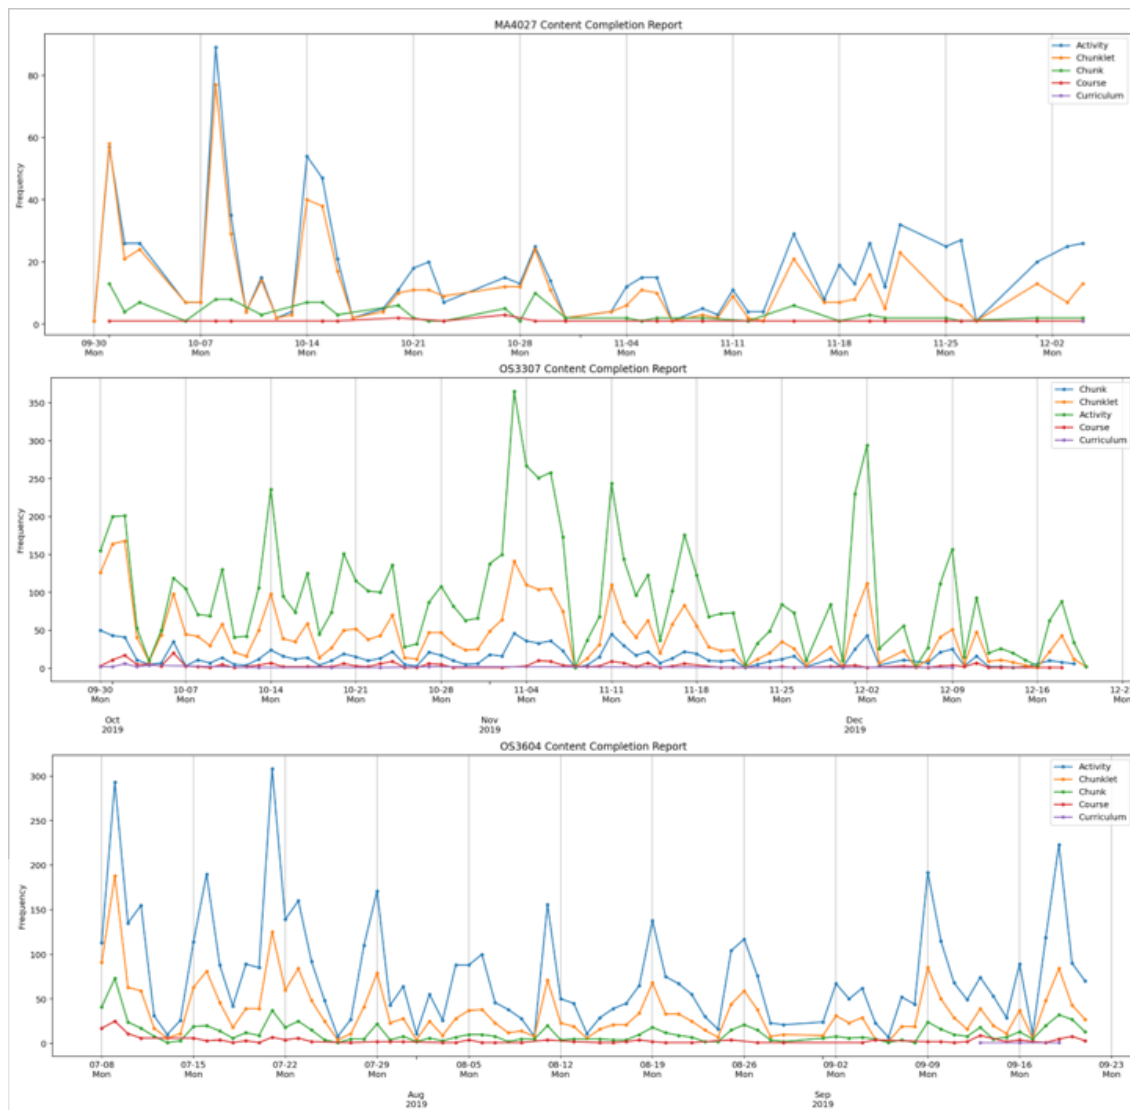 MA4027 Content Completion Report
Activity
Chunklet
Chunk
Course
Curriculum
80
60
40
20
0
Frequency
09-30 10-07 10-14 10-21 10-28 11-04 11-11 11-18 11-25 12-02
Mon Mon Mon Mon Mon Mon Mon Mon Mon Mon
OS3307 Content Completion Report
Chunk
Chunklet
Activity
Course
Curriculum
350
300
250
200
150
100
50
0
Frequency
09-30 10-07 10-14 10-21 10-28 11-04 11-11 11-18 11-25 12-02 12-09 12-16
Mon Mon Mon Mon Mon Mon Mon Mon Mon Mon Mon Mon Mon
Oct Nov Dec
2019 2019 2019
OS3604 Content Completion Report
Activity
Chunklet
Chunk
Course
Curriculum
300
250
200
150
100
50
0
Frequency
07-08 07-15 07-22 07-29 08-05 08-12 08-19 08-26 09-09 09-16 09-23
Mon Mon Mon Mon Mon Mon Mon Mon Mon Mon Mon
Aug Sep
2019 2019